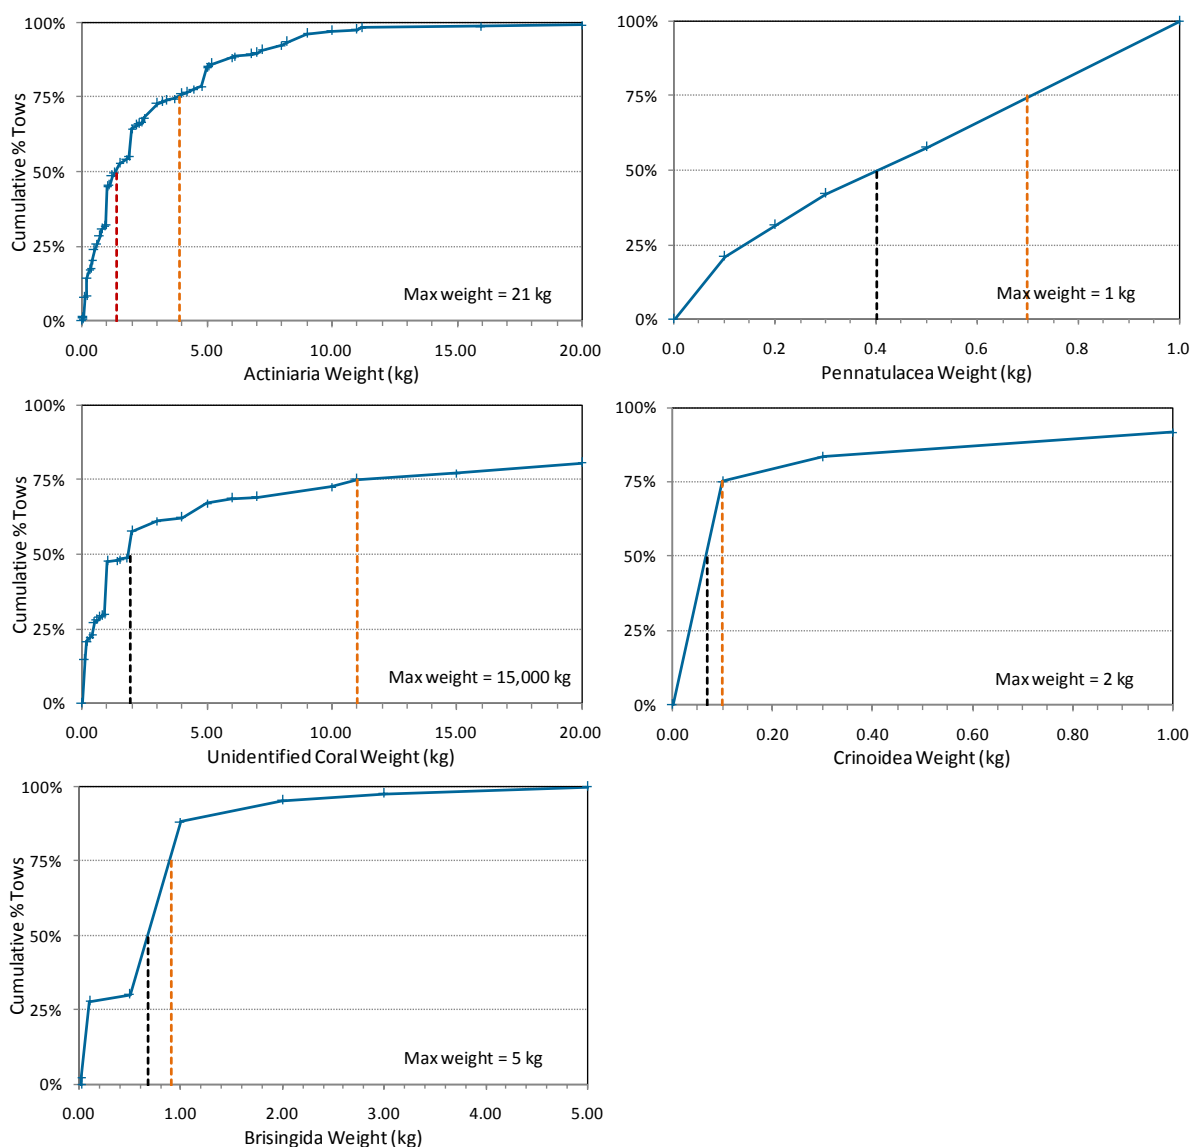 100%
75%
50%
25%
0%
Cumulative % Tows
Max weight = 21 kg
0.00 5.00 10.00 15.00 20.00
Actiniaria Weight (kg)
100%
75%
50%
25%
0%
Max weight = 1 kg
0.0 0.2 0.4 0.6 0.8 1.0
Pennatulacea Weight (kg)
100%
75%
50%
25%
0%
Cumulative % Tows
Max weight = 15,000 kg
0.00 5.00 10.00 15.00 20.00
Unidentified Coral Weight (kg)
100%
75%
50%
25%
0%
Max weight = 2 kg
0.00 0.20 0.40 0.60 0.80 1.00
Crinoidea Weight (kg)
100%
75%
50%
25%
0%
Cumulative % Tows
Max weight = 5 kg
0.00 1.00 2.00 3.00 4.00 5.00
Brisingida Weight (kg)